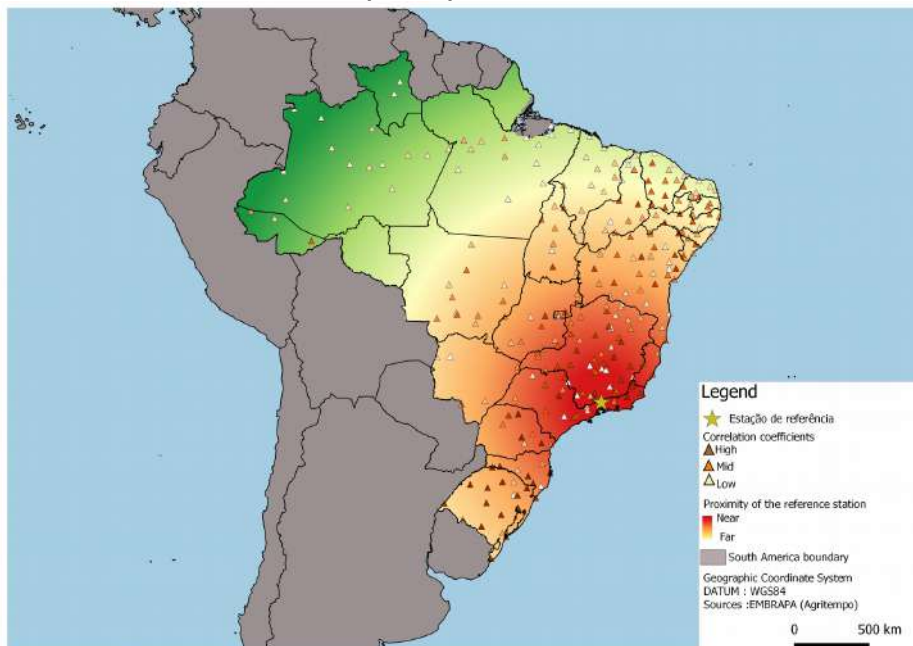 Legend
Estação de referência
Correlation coefficients
High
Mid
Low
Proximity of the reference station
Near
Far
South America boundary
Geographic Coordinate System
DATUM : WGS84
Sources :EMBRAPA (Agritempo)
0 500 km